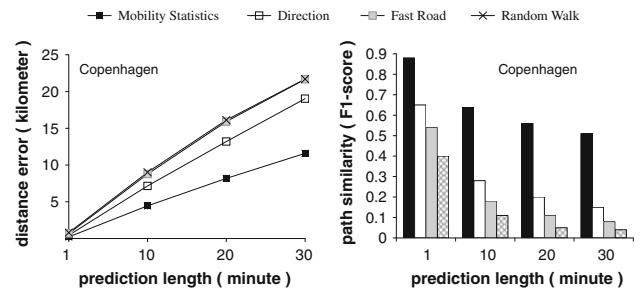 Mobility Statistics Direction Fast Road Random Walk
distance error ( kilometer )
25
20
15
10
5
Copenhagen
1 10 20 30
prediction length ( minute )
path similarity ( F1-score )
0.9
0.8
0.7
0.6
0.5
0.4
0.3
0.2
0.1
0
Copenhagen
1 10 20 30
prediction length ( minute )